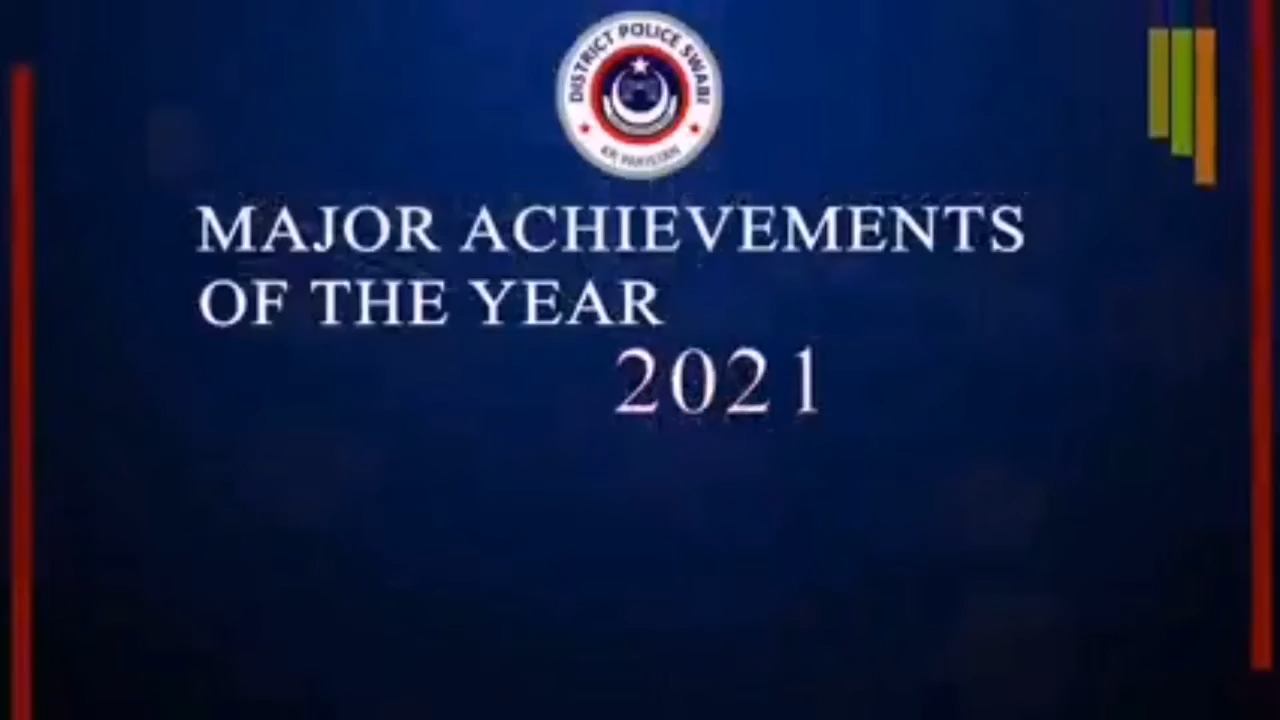 DISTRICT POLICE SWABI
KP, PAKISTAN
MAJOR ACHIEVEMENTS
OF THE YEAR
2021